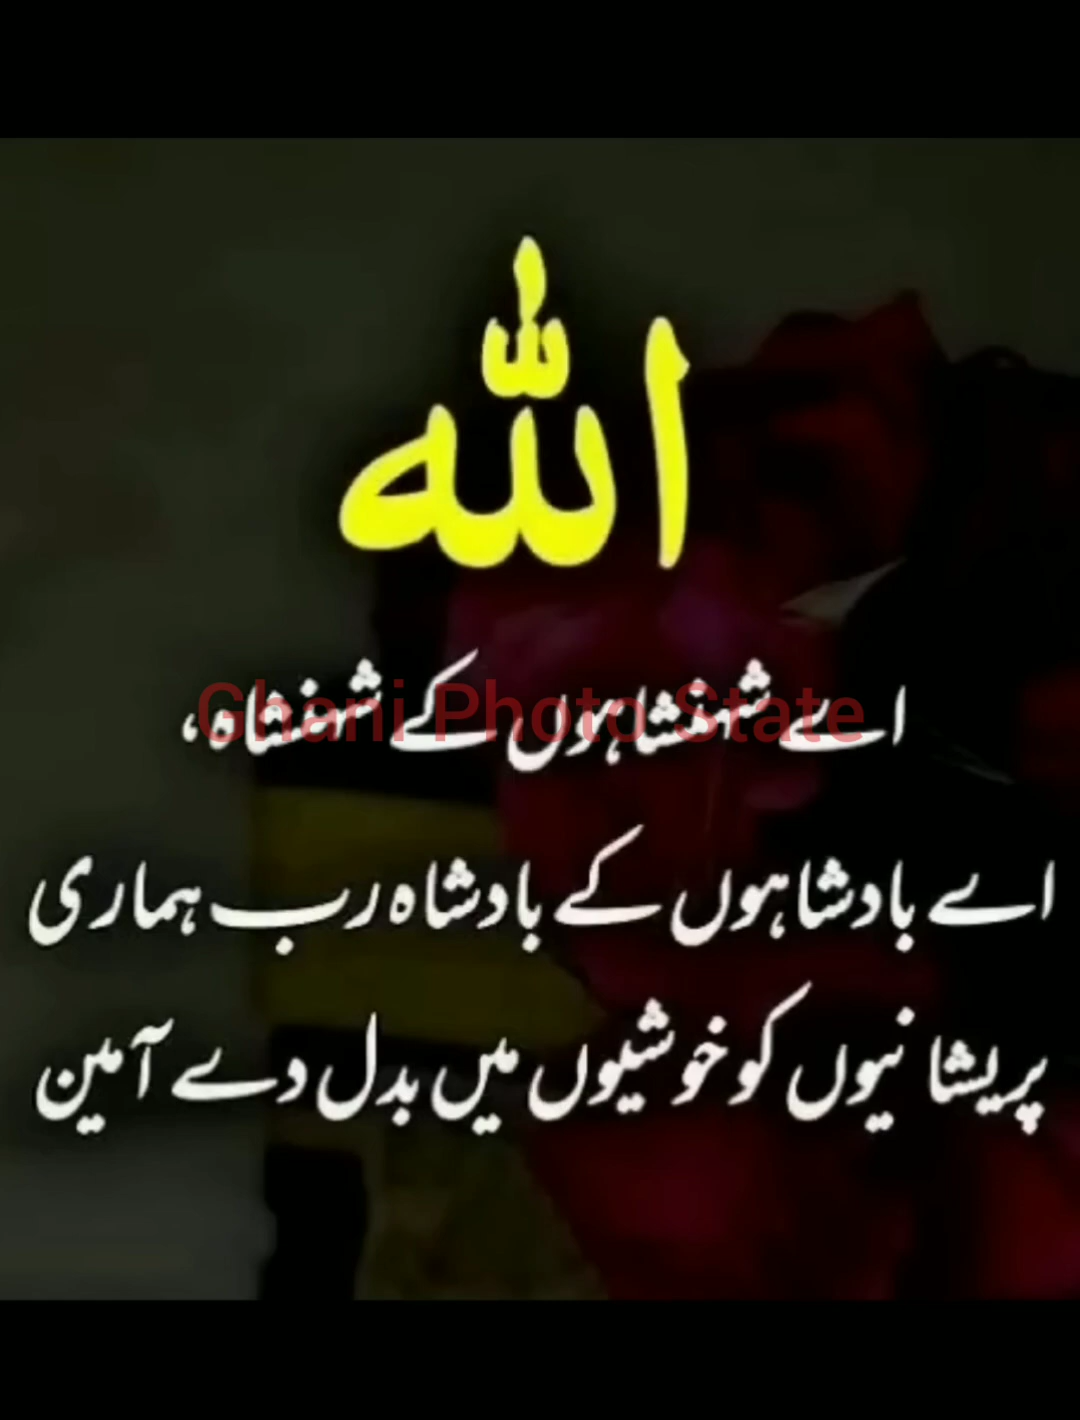 الله
اے شہنشاہوں کے شہنشاہ،
Ghani Photo State
اے بادشاہوں کے بادشاہ رب ہماری
پریشانیوں کو خوشیوں میں بدل دے آمین